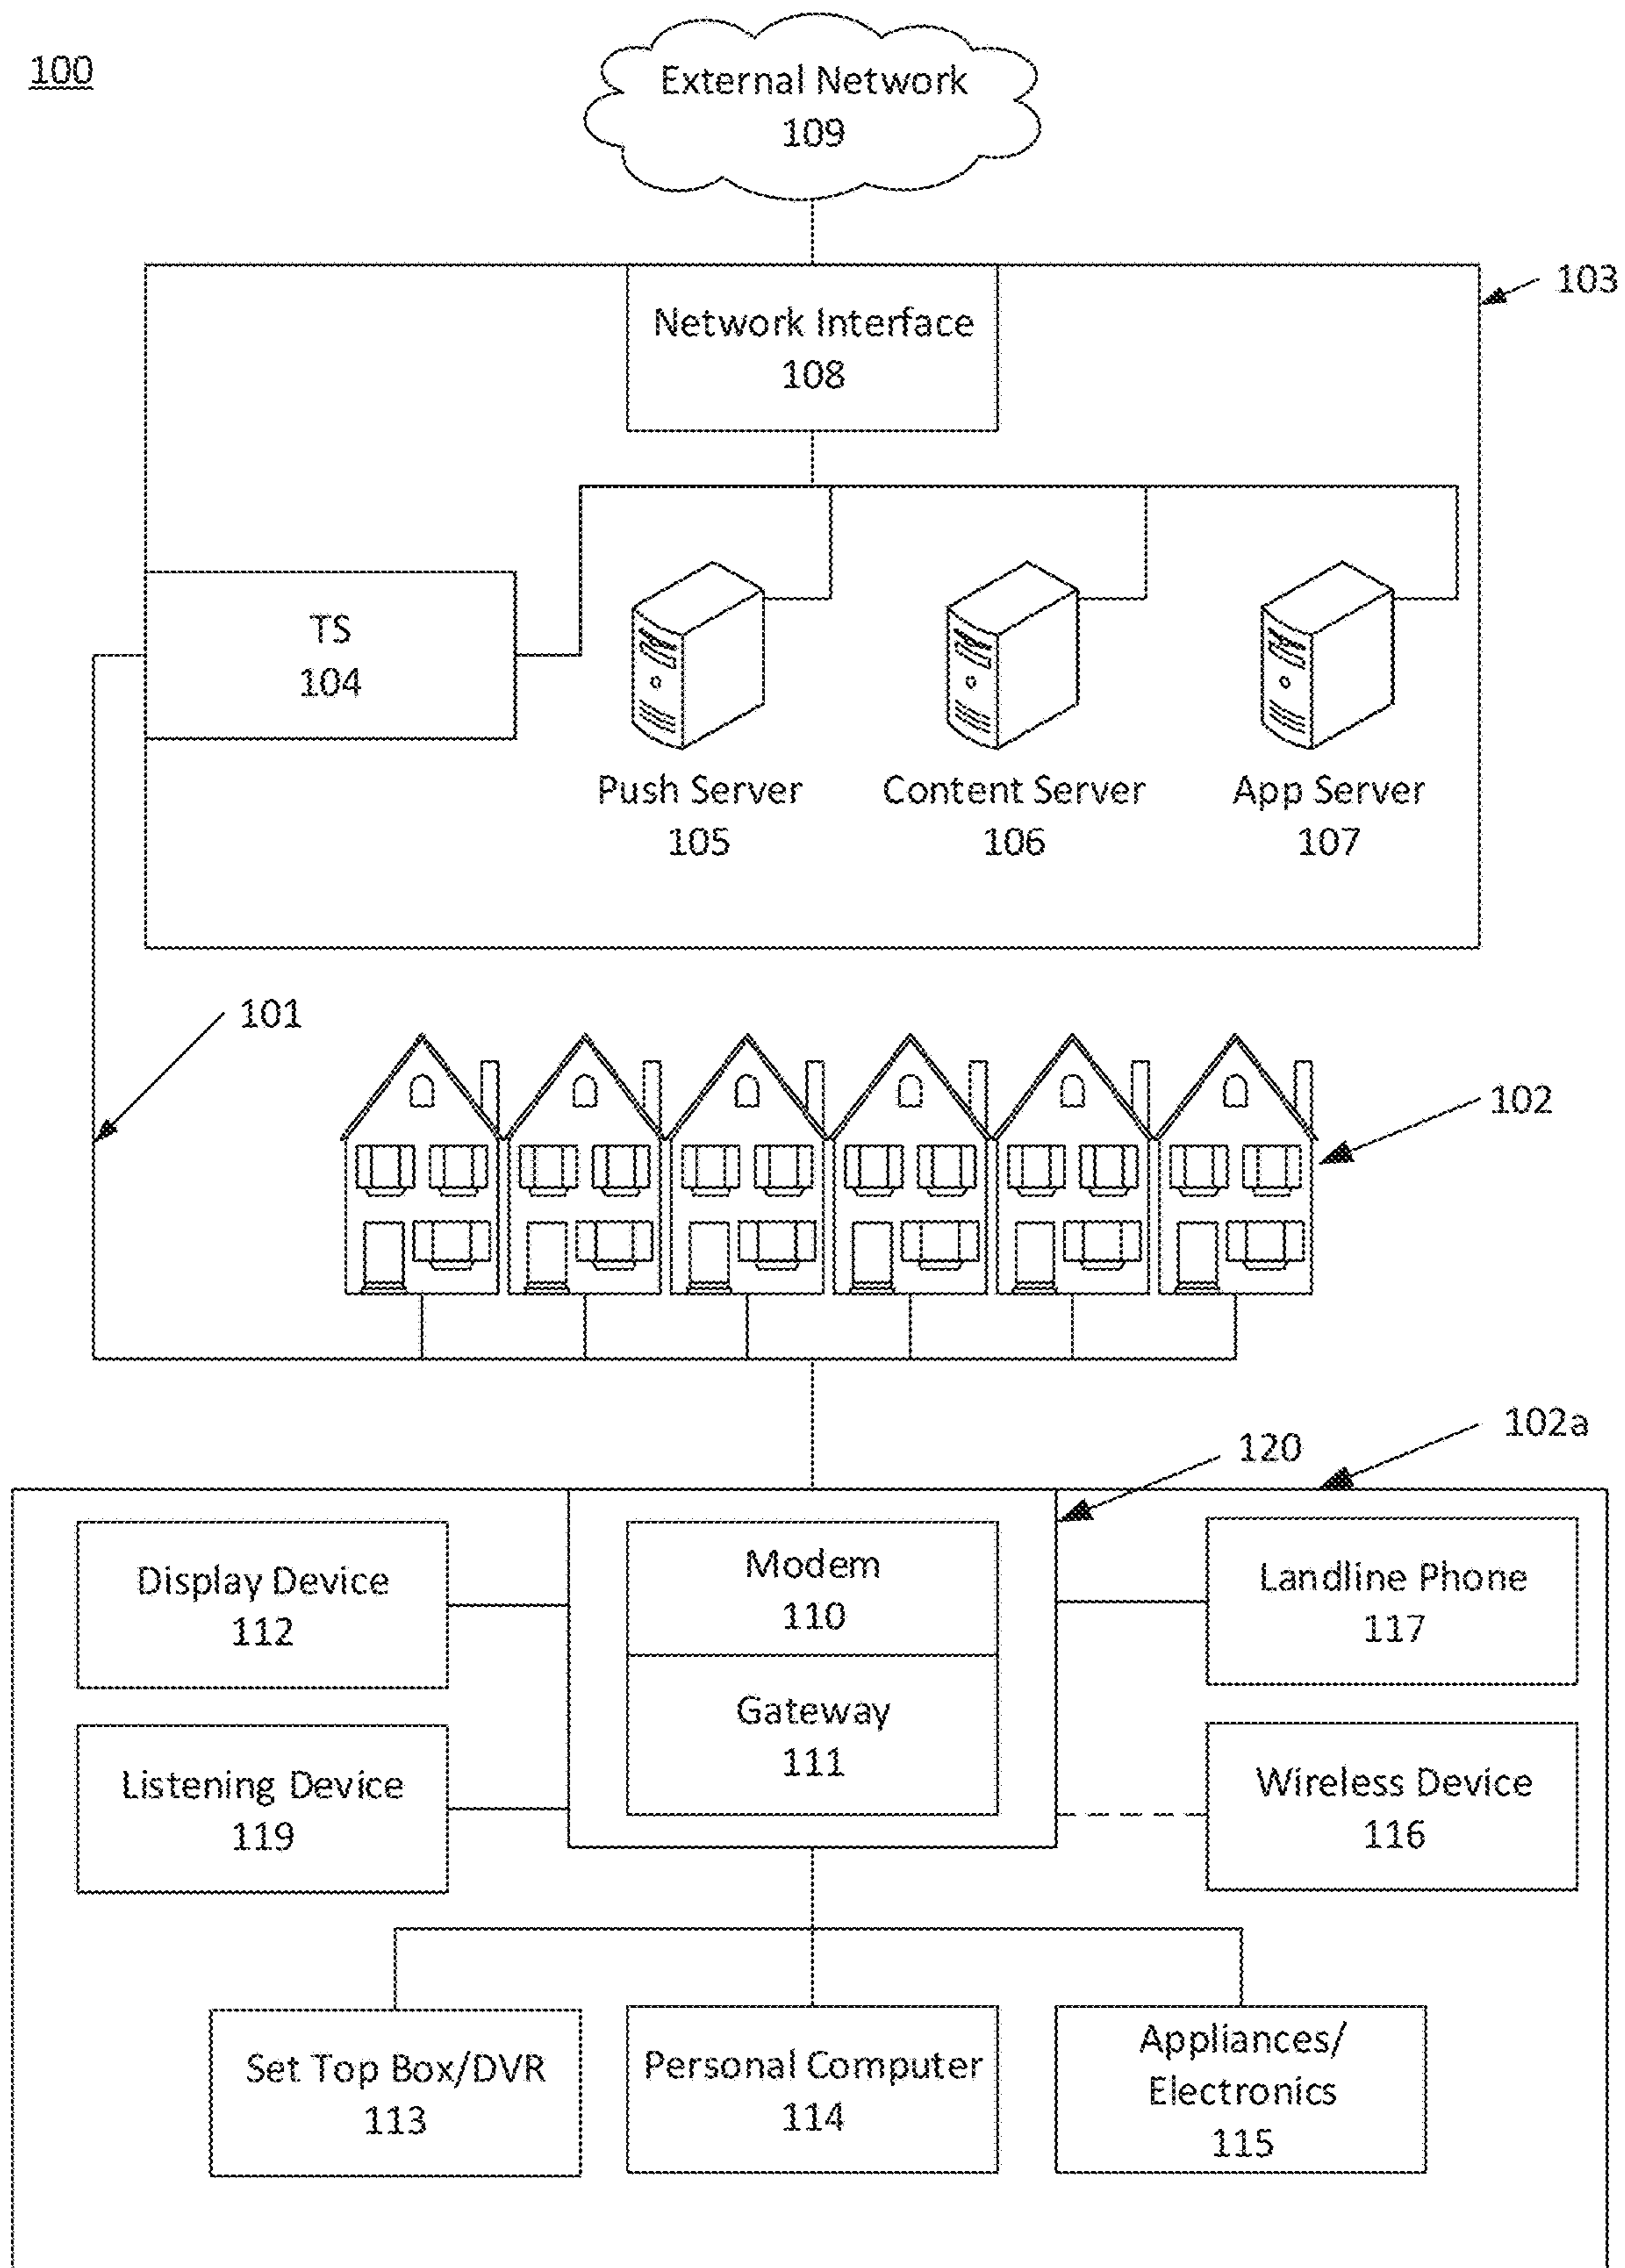 100
External Network
109
103
Network Interface
108
TS
104
Push Server
105
Content Server
106
App Server
107
101
102
102a
120
Display Device
112
Modem
110
Landline Phone
117
Gateway
111
Listening Device
119
Wireless Device
116
Set Top Box/DVR
113
Personal Computer
114
Appliances/
Electronics
115